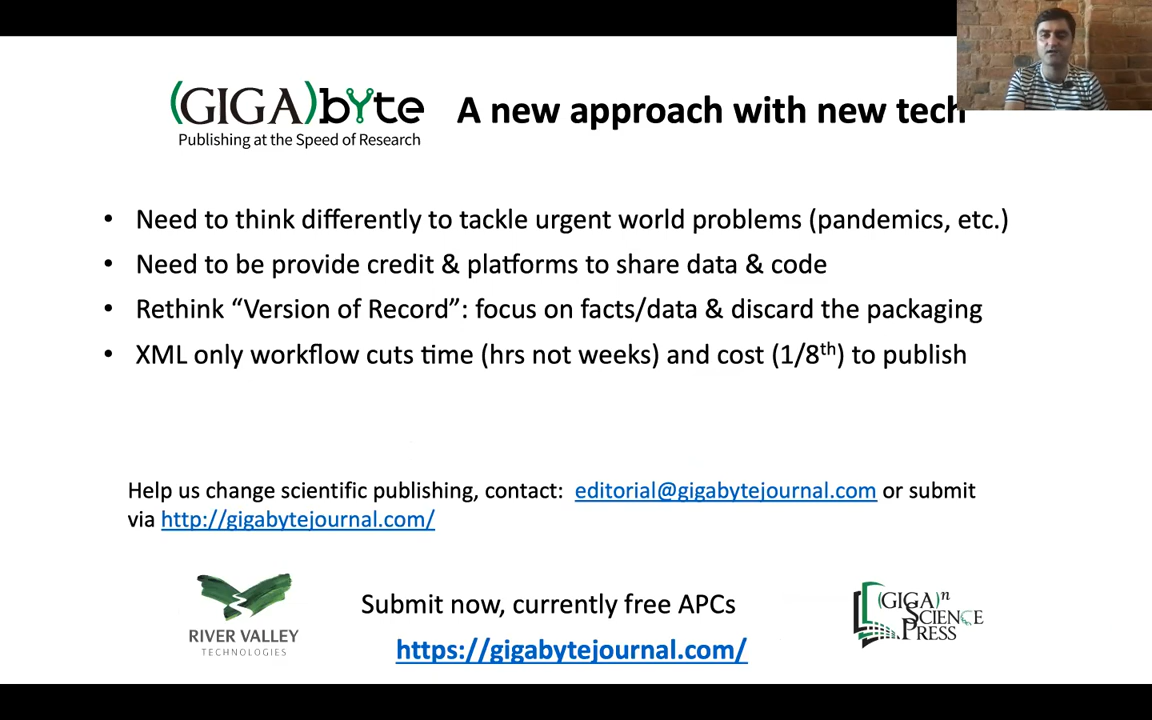 (GIGA)byte
Publishing at the Speed of Research
A new approach with new tech
• Need to think differently to tackle urgent world problems (pandemics, etc.)
• Need to be provide credit & platforms to share data & code
• Rethink “Version of Record”: focus on facts/data & discard the packaging
• XML only workflow cuts time (hrs not weeks) and cost (1/8th) to publish
Help us change scientific publishing, contact: editorial@gigabytejournal.com or submit
via http://gigabytejournal.com/
RIVER VALLEY
TECHNOLOGIES
Submit now, currently free APCs
https://gigabytejournal.com/
(GIGA)n
SCIENCE
PRESS